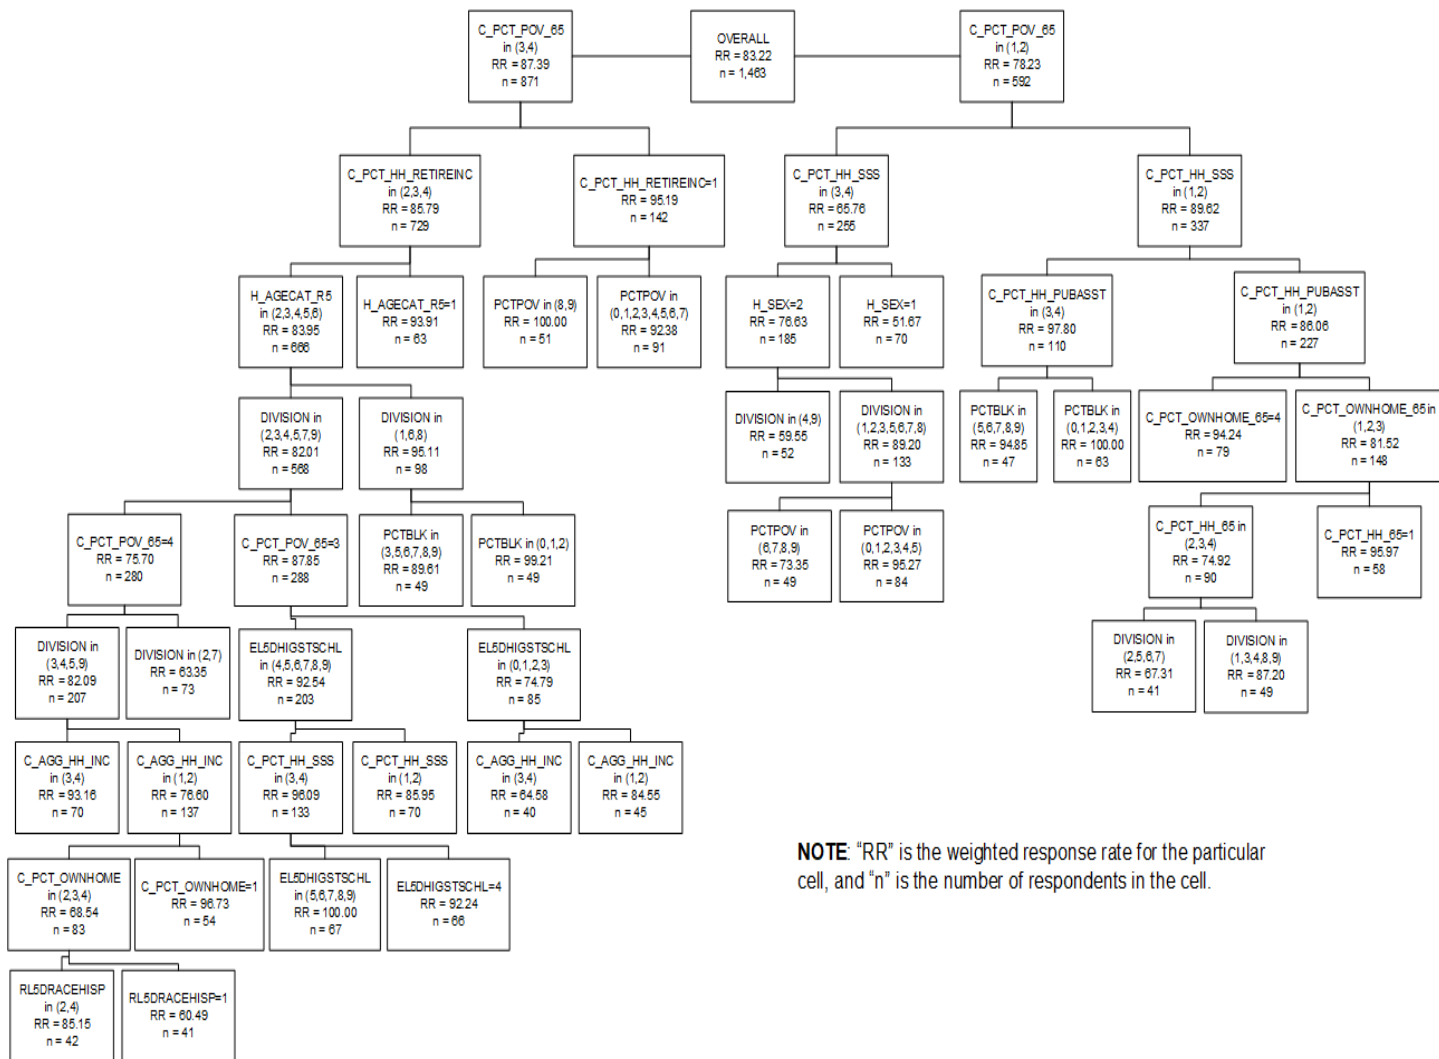 C_PCT_POV_65
in (3,4)
RR = 87.39
n = 871
OVERALL
RR = 83.22
n = 1,463
C_PCT_POV_65
in (1,2)
RR = 78.23
n = 592
C_PCT_HH_RETIREINC
in (2,3,4)
RR = 85.79
n = 729
C_PCT_HH_RETIREINC=1
RR = 95.19
n = 142
C_PCT_HH_SSS
in (3,4)
RR = 65.76
n = 255
C_PCT_HH_SSS
in (1,2)
RR = 89.62
n = 337
H_AGECAT_R5
in (2,3,4,5,6)
RR = 83.95
n = 666
H_AGECAT_R5=1
RR = 93.91
n = 63
PCTPOV in (8,9)
RR = 100.00
n = 51
PCTPOV in
(0,1,2,3,4,5,6,7)
RR = 92.38
n = 91
H_SEX=2
RR = 76.63
n = 185
H_SEX=1
RR = 51.67
n = 70
C_PCT_HH_PUBASST
in (3,4)
RR = 97.80
n = 110
C_PCT_HH_PUBASST
in (1,2)
RR = 86.06
n = 227
DIVISION in
(2,3,4,5,7,9)
RR = 82.01
n = 568
DIVISION in
(1,6,8)
RR = 95.11
n = 98
DIVISION in (4,9)
RR = 59.55
n = 52
DIVISION in
(1,2,3,5,6,7,8)
RR = 89.20
n = 133
PCTBLK in
(5,6,7,8,9)
RR = 94.85
n = 47
PCTBLK in
(0,1,2,3,4)
RR = 100.00
n = 63
C_PCT_OWNHOME_65=4
RR = 94.24
n = 79
C_PCT_OWNHOME_65 in
(1,2,3)
RR = 81.52
n = 148
C_PCT_POV_65=4
RR = 75.70
n = 280
C_PCT_POV_65=3
RR = 87.85
n = 288
PCTBLK in
(3,5,6,7,8,9)
RR = 89.61
n = 49
PCTBLK in (0,1,2)
RR = 99.21
n = 49
PCTPOV in
(6,7,8,9)
RR = 73.35
n = 49
PCTPOV in
(0,1,2,3,4,5)
RR = 95.27
n = 84
C_PCT_HH_65 in
(2,3,4)
RR = 74.92
n = 90
C_PCT_HH_65=1
RR = 95.97
n = 58
DIVISION in
(3,4,5,9)
RR = 82.09
n = 207
DIVISION in (2,7)
RR = 63.35
n = 73
EL5DHIGSTSCHL
in (4,5,6,7,8,9)
RR = 92.54
n = 203
EL5DHIGSTSCHL
in (0,1,2,3)
RR = 74.79
n = 85
DIVISION in
(2,5,6,7)
RR = 67.31
n = 41
DIVISION in
(1,3,4,8,9)
RR = 87.20
n = 49
C_AGG_HH_INC
in (3,4)
RR = 93.16
n = 70
C_AGG_HH_INC
in (1,2)
RR = 76.60
n = 137
C_PCT_HH_SSS
in (3,4)
RR = 96.09
n = 133
C_PCT_HH_SSS
in (1,2)
RR = 85.95
n = 70
C_AGG_HH_INC
in (3,4)
RR = 64.58
n = 40
C_AGG_HH_INC
in (1,2)
RR = 84.55
n = 45
C_PCT_OWNHOME
in (2,3,4)
RR = 68.54
n = 83
C_PCT_OWNHOME=1
RR = 96.73
n = 54
EL5DHIGSTSCHL
in (5,6,7,8,9)
RR = 100.00
n = 67
EL5DHIGSTSCHL=4
RR = 92.24
n = 66
NOTE: "RR" is the weighted response rate for the particular
cell, and "n" is the number of respondents in the cell.
RL5DRACEHISP
in (2,4)
RR = 85.15
n = 42
RL5DRACEHISP=1
RR = 60.49
n = 41